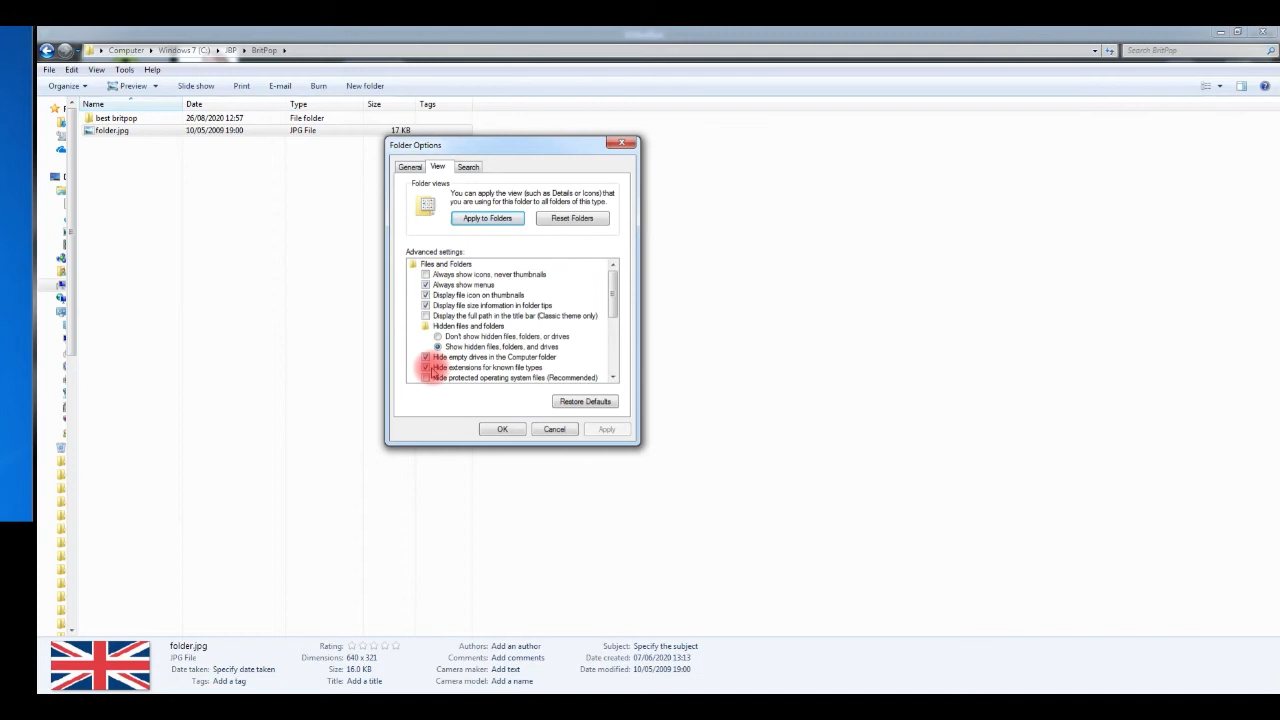 Computer ▸ Windows 7 (C:) ▸ JBP ▸ BritPop ▸
Search BritPop
File Edit View Tools Help
Organize Preview Slide show Print E-mail Burn New folder
Name Date Type Size Tags
best britpop 26/08/2020 12:57 File folder
folder.jpg 10/05/2009 19:00 JPG File 17 KB
Folder Options
General View Search
Folder views
You can apply the view (such as Details or Icons) that
you are using for this folder to all folders of this type.
Apply to Folders Reset Folders
Advanced settings:
Files and Folders
Always show icons, never thumbnails
Always show menus
Display file icon on thumbnails
Display file size information in folder tips
Display the full path in the title bar (Classic theme only)
Hidden files and folders
Don't show hidden files, folders, or drives
Show hidden files, folders, and drives
Hide empty drives in the Computer folder
Hide extensions for known file types
Hide protected operating system files (Recommended)
Restore Defaults
OK Cancel Apply
folder.jpg
JPG File
Date taken: Specify date taken
Tags: Add a tag
Rating:
Dimensions: 640 x 321
Size: 16.0 KB
Title: Add a title
Authors: Add an author
Comments: Add comments
Camera maker: Add text
Camera model: Add a name
Subject: Specify the subject
Date created: 07/06/2020 13:13
Date modified: 10/05/2009 19:00